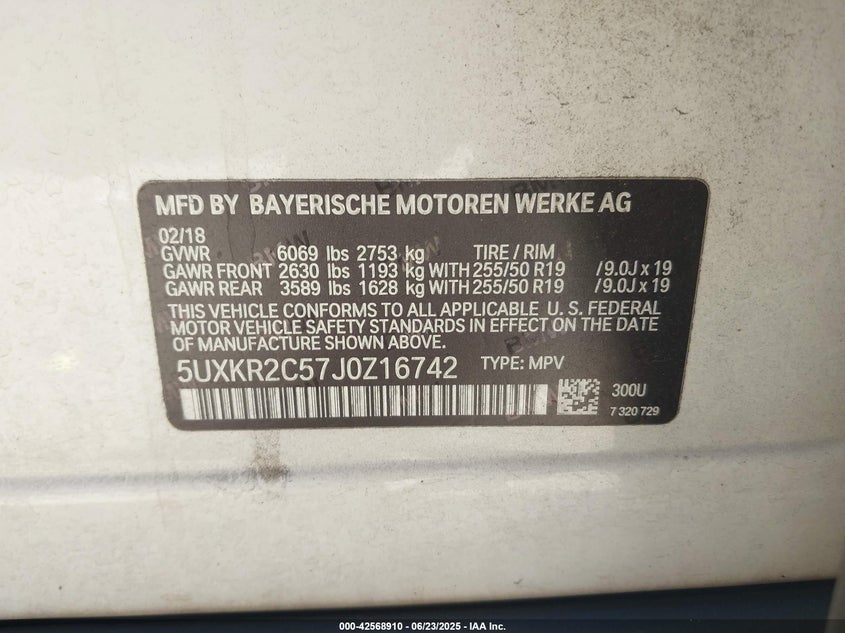 MFD BY BAYERISCHE MOTOREN WERKE AG
02/18
GVWR 6069 lbs 2753 kg TIRE / RIM
GAWR FRONT 2630 lbs 1193 kg WITH 255/50 R19 /9.0J x 19
GAWR REAR 3589 lbs 1628 kg WITH 255/50 R19 /9.0J x 19
THIS VEHICLE CONFORMS TO ALL APPLICABLE U. S. FEDERAL
MOTOR VEHICLE SAFETY STANDARDS IN EFFECT ON THE DATE
OF MANUFACTURE SHOWN ABOVE.
5UXKR2C57J0Z16742 TYPE: MPV
300U
7 320 729
000-42568910 - 06/23/2025 - IAA Inc.